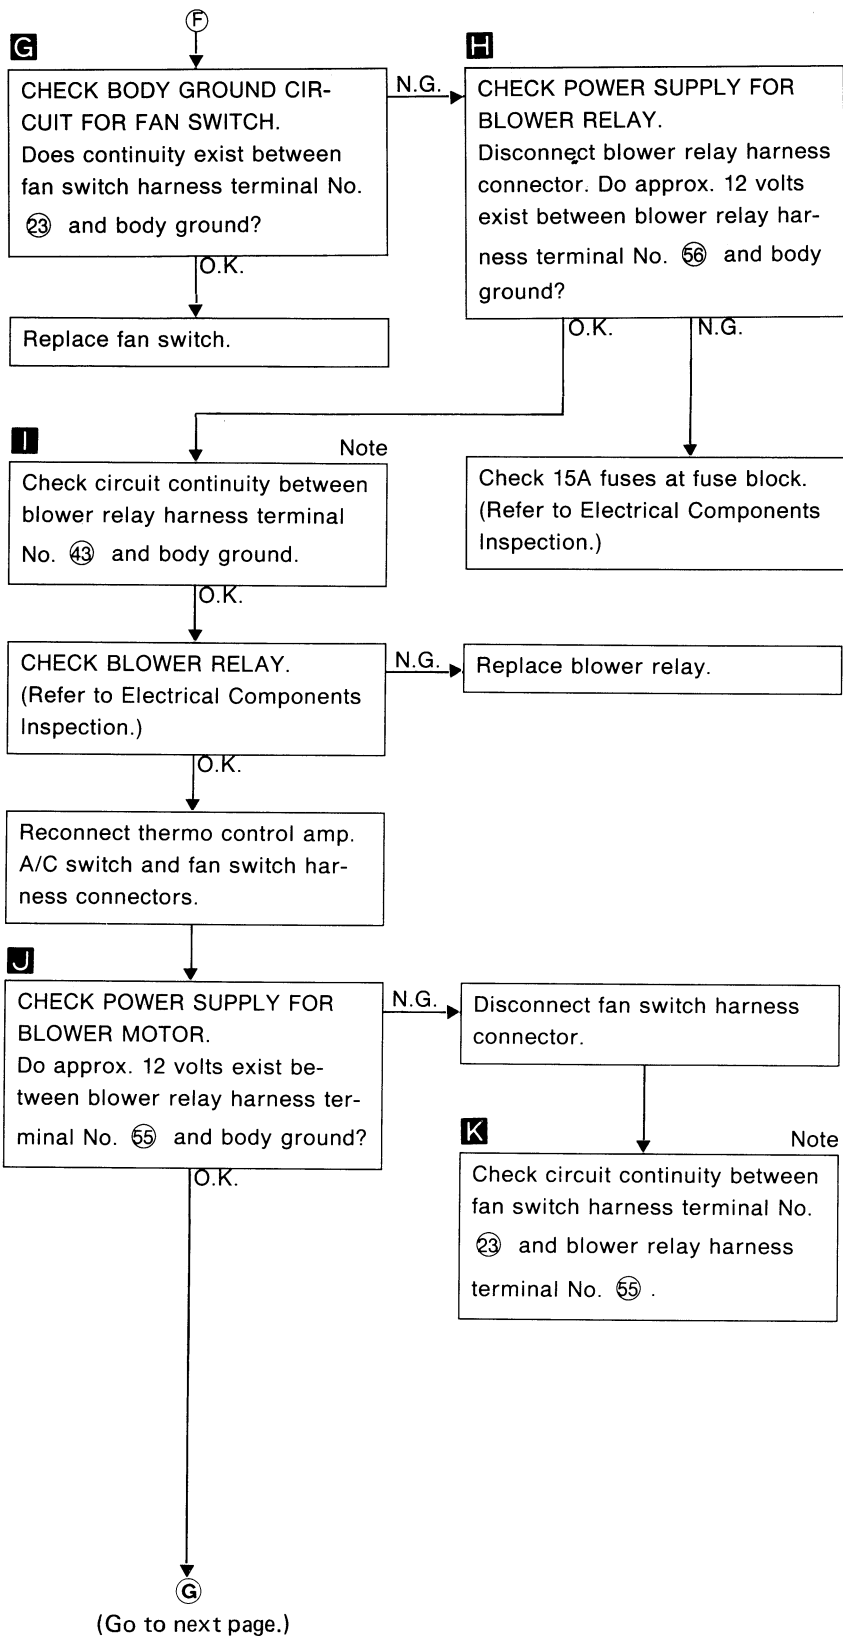 F
G
CHECK BODY GROUND CIR-
CUIT FOR FAN SWITCH.
Does continuity exist between
fan switch harness terminal No.
㉓ and body ground?
N.G.
O.K.
Replace fan switch.
H
CHECK POWER SUPPLY FOR
BLOWER RELAY.
Disconnect blower relay harness
connector. Do approx. 12 volts
exist between blower relay har-
ness terminal No. 56 and body
ground?
O.K.
N.G.
I
Note
Check circuit continuity between
blower relay harness terminal
No. ㊸ and body ground.
O.K.
Check 15A fuses at fuse block.
(Refer to Electrical Components
Inspection.)
CHECK BLOWER RELAY.
(Refer to Electrical Components
Inspection.)
N.G.
Replace blower relay.
O.K.
Reconnect thermo control amp.
A/C switch and fan switch har-
ness connectors.
J
CHECK POWER SUPPLY FOR
BLOWER MOTOR.
Do approx. 12 volts exist be-
tween blower relay harness ter-
minal No. 55 and body ground?
N.G.
O.K.
Disconnect fan switch harness
connector.
K
Note
Check circuit continuity between
fan switch harness terminal No.
㉓ and blower relay harness
terminal No. 55 .
G
(Go to next page.)